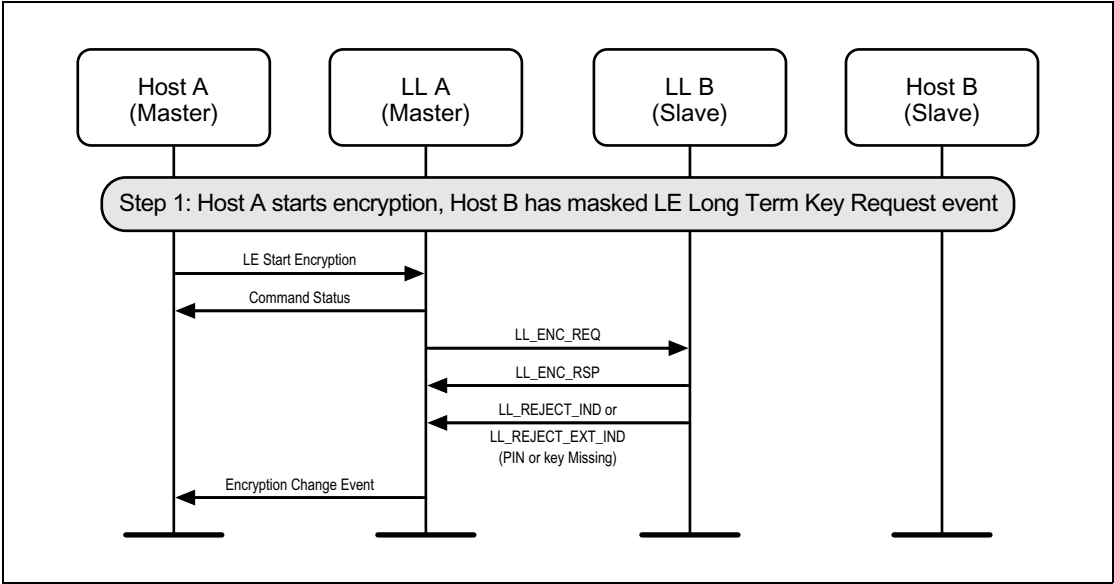 Host A
(Master)
LL A
(Master)
LL B
(Slave)
Host B
(Slave)
Step 1: Host A starts encryption, Host B has masked LE Long Term Key Request event
LE Start Encryption
Command Status
LL_ENC_REQ
LL_ENC_RSP
LL_REJECT_IND or
LL_REJECT_EXT_IND
(PIN or key Missing)
Encryption Change Event